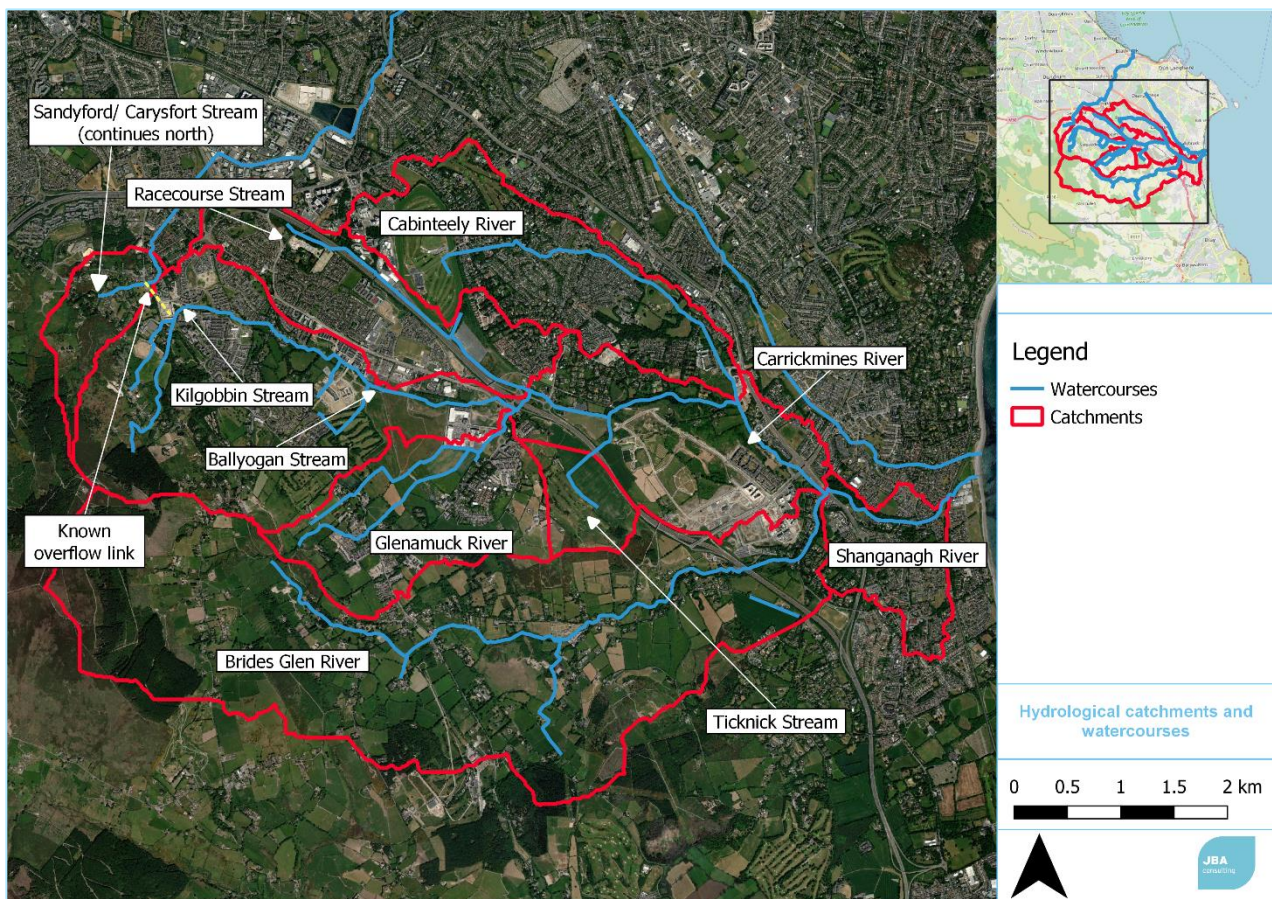 Sandyford/ Carysfort Stream
(continues north)
Racecourse Stream
Cabinteely River
Carrickmines River
Kilgobbin Stream
Ballyogan Stream
Known
overflow link
Glenamuck River
Shanganagh River
Brides Glen River
Ticknick Stream
Legend
Watercourses
Catchments
Hydrological catchments and
watercourses
0 0.5 1 1.5 2 km
JBA
consulting